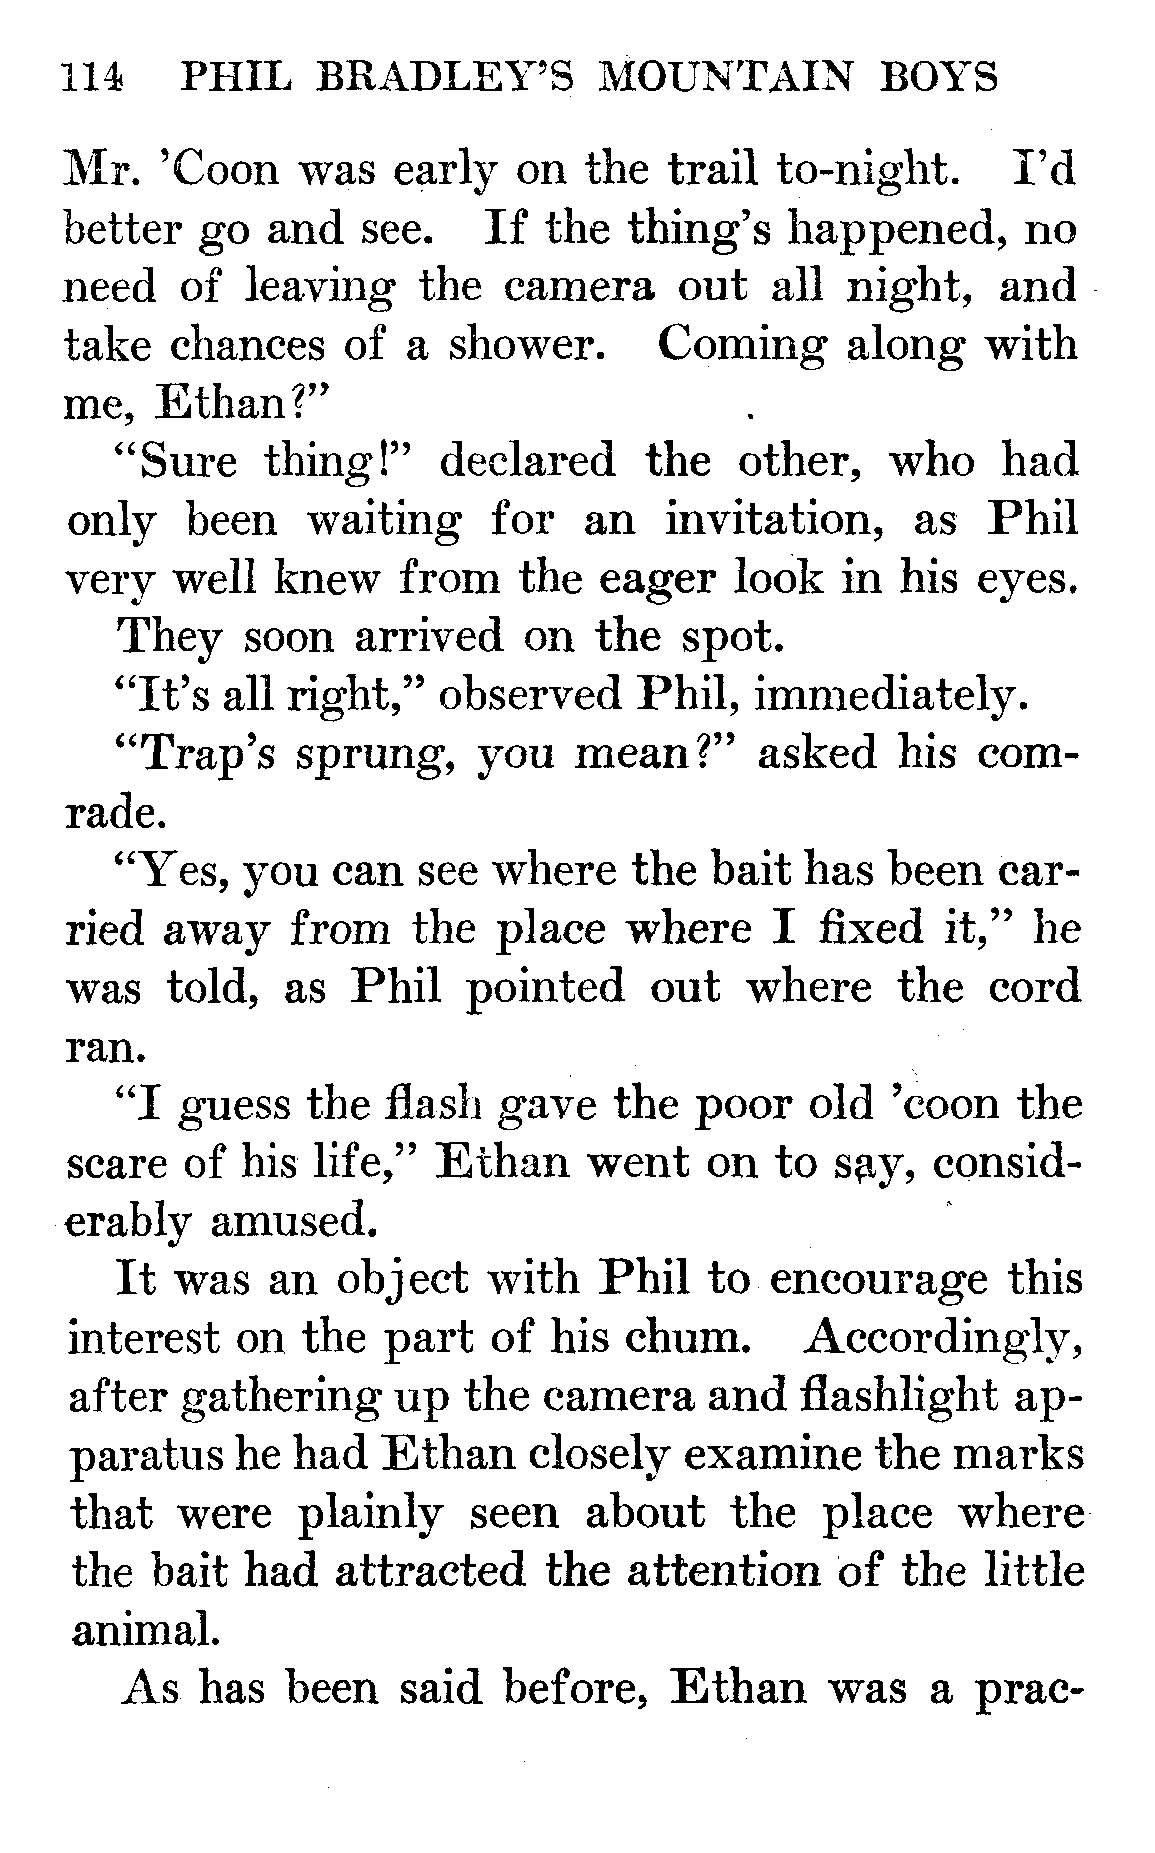 114 PHIL BRADLEY'S MOUNTAIN BOYS
Mr. 'Coon was early on the trail to-night. I'd
better go and see. If the thing's happened, no
need of leaving the camera out all night, and
take chances of a shower. Coming along with
me, Ethan?”
“Sure thing!” declared the other, who had
only been waiting for an invitation, as Phil
very well knew from the eager look in his eyes.
They soon arrived on the spot.
“It's all right,” observed Phil, immediately.
“Trap's sprung, you mean?” asked his com-
rade.
“Yes, you can see where the bait has been car-
ried away from the place where I fixed it,” he
was told, as Phil pointed out where the cord
ran.
“I guess the flash gave the poor old 'coon the
scare of his life,” Ethan went on to say, consid-
erably amused.
It was an object with Phil to encourage this
interest on the part of his chum. Accordingly,
after gathering up the camera and flashlight ap-
paratus he had Ethan closely examine the marks
that were plainly seen about the place where
the bait had attracted the attention of the little
animal.
As has been said before, Ethan was a prac-